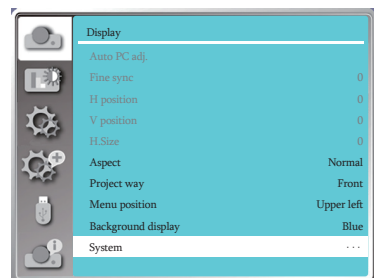 Display
Auto PC adj.
Fine sync 0
H position 0
V position 0
H.Size 0
Aspect Normal
Project way Front
Menu position Upper left
Background display Blue
System ...